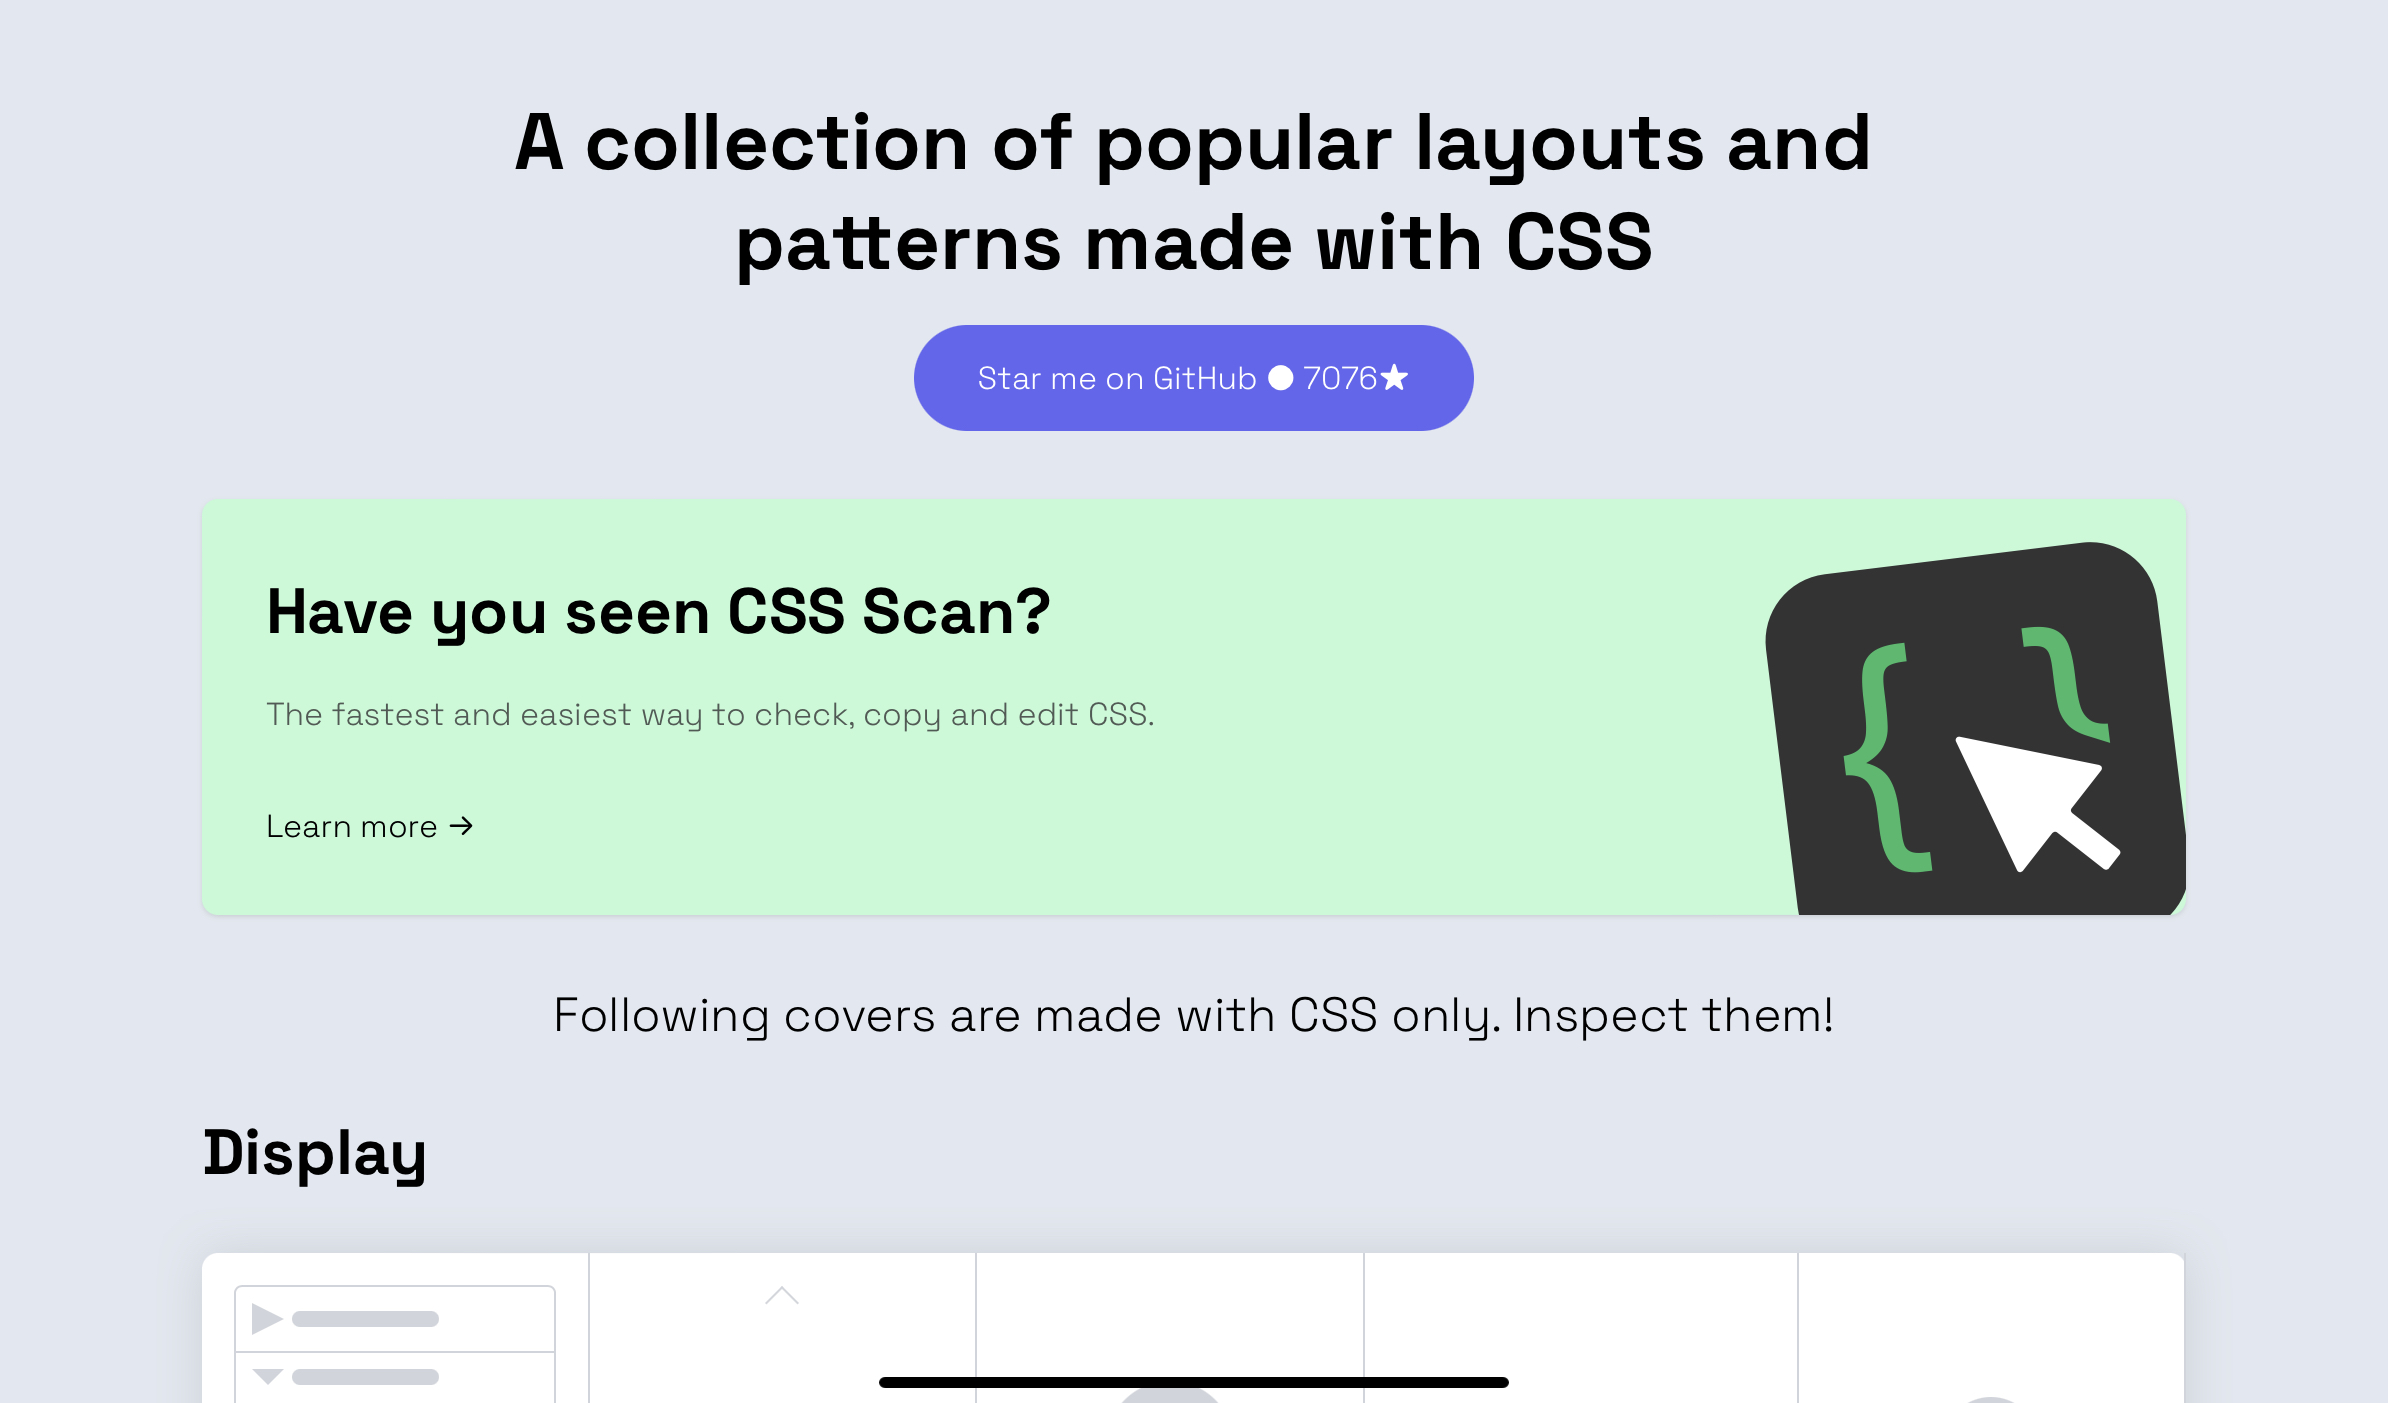 A collection of popular layouts and
patterns made with CSS
Star me on GitHub ● 7076★
Have you seen CSS Scan?
The fastest and easiest way to check, copy and edit CSS.
Learn more →
Following covers are made with CSS only. Inspect them!
Display